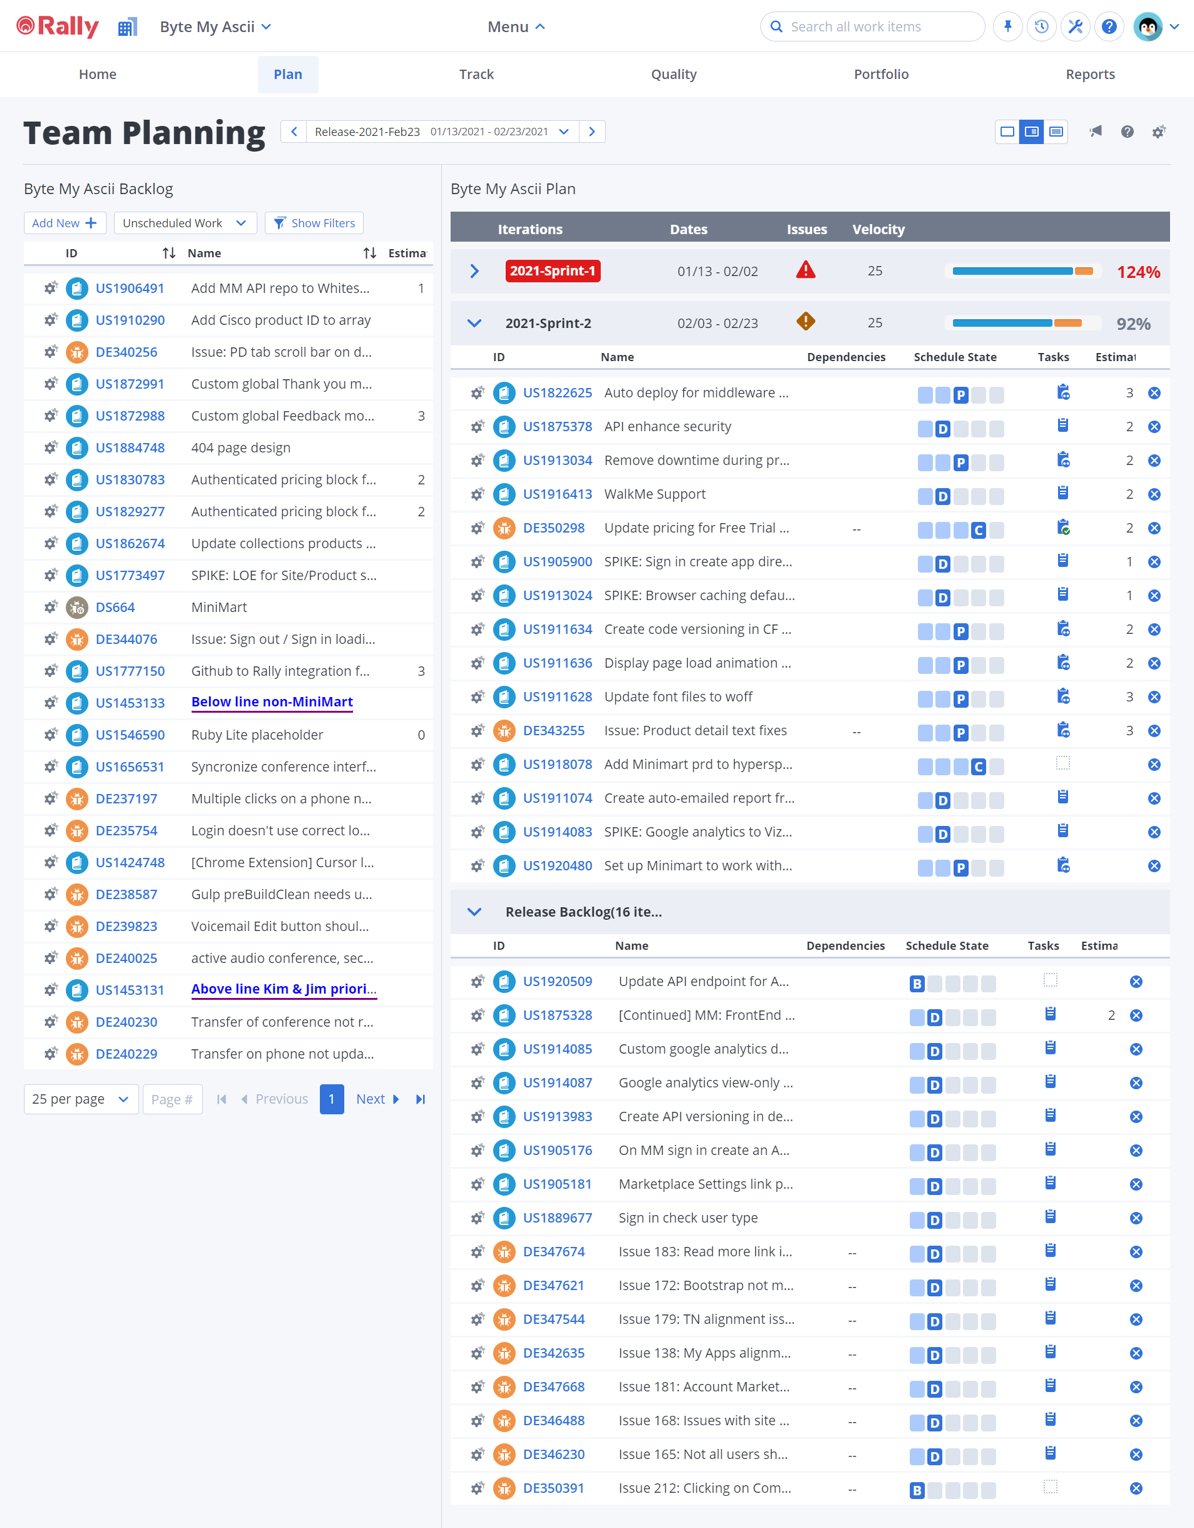 Rally Byte My Ascii Menu Search all work items
Home Plan Track Quality Portfolio Reports
Team Planning Release-2021-Feb23 01/13/2021 - 02/23/2021
Byte My Ascii Backlog
Add New + Unscheduled Work Show Filters
ID Name Estima
US1906491 Add MM API repo to Whites... 1
US1910290 Add Cisco product ID to array
DE340256 Issue: PD tab scroll bar on d...
US1872991 Custom global Thank you m...
US1872988 Custom global Feedback mo... 3
US1884748 404 page design
US1830783 Authenticated pricing block f... 2
US1829277 Authenticated pricing block f... 2
US1862674 Update collections products ...
US1773497 SPIKE: LOE for Site/Product s...
DS664 MiniMart
DE344076 Issue: Sign out / Sign in loadi...
US1777150 Github to Rally integration f... 3
US1453133 Below line non-MiniMart
US1546590 Ruby Lite placeholder 0
US1656531 Syncronize conference interf...
DE237197 Multiple clicks on a phone n...
DE235754 Login doesn't use correct lo...
US1424748 [Chrome Extension] Cursor I...
DE238587 Gulp preBuildClean needs u...
DE239823 Voicemail Edit button shoul...
DE240025 active audio conference, sec...
US1453131 Above line Kim & Jim priori...
DE240230 Transfer of conference not r...
DE240229 Transfer on phone not upda...
25 per page Page # Previous 1 Next
Byte My Ascii Plan
Iterations Dates Issues Velocity
2021-Sprint-1 01/13 - 02/02 25 124%
2021-Sprint-2 02/03 - 02/23 25 92%
ID Name Dependencies Schedule State Tasks Estimat
US1822625 Auto deploy for middleware ... P 3
US1875378 API enhance security D 2
US1913034 Remove downtime during pr... P 2
US1916413 WalkMe Support D 2
DE350298 Update pricing for Free Trial ... -- C 2
US1905900 SPIKE: Sign in create app dire... D 1
US1913024 SPIKE: Browser caching defau... D 1
US1911634 Create code versioning in CF ... P 2
US1911636 Display page load animation ... P 2
US1911628 Update font files to woff P 3
DE343255 Issue: Product detail text fixes -- P 3
US1918078 Add Minimart prd to hypersp... C
US1911074 Create auto-emailed report fr... D
US1914083 SPIKE: Google analytics to Viz... D
US1920480 Set up Minimart to work with... P
Release Backlog(16 ite...
ID Name Dependencies Schedule State Tasks Estima
US1920509 Update API endpoint for A... B
US1875328 [Continued] MM: FrontEnd ... D 2
US1914085 Custom google analytics d... D
US1914087 Google analytics view-only ... D
US1913983 Create API versioning in de... D
US1905176 On MM sign in create an A... D
US1905181 Marketplace Settings link p... D
US1889677 Sign in check user type D
DE347674 Issue 183: Read more link i... -- D
DE347621 Issue 172: Bootstrap not m... -- D
DE347544 Issue 179: TN alignment iss... -- D
DE342635 Issue 138: My Apps alignm... -- D
DE347668 Issue 181: Account Market... -- D
DE346488 Issue 168: Issues with site ... -- D
DE346230 Issue 165: Not all users sh... -- D
DE350391 Issue 212: Clicking on Com... -- B